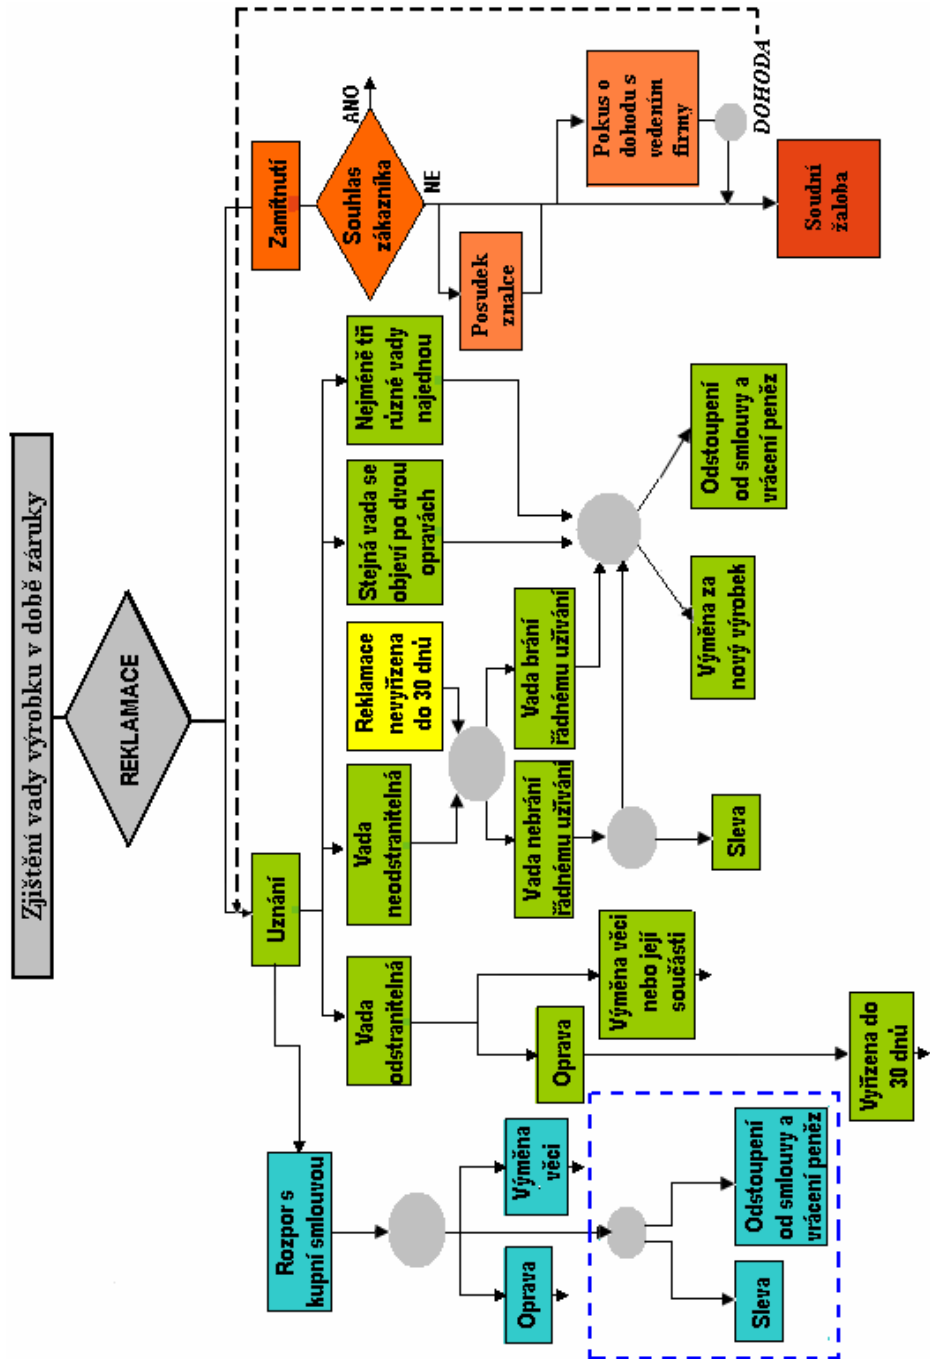 Zjištění vady výrobku v době záruky
REKLAMACE
Uznání
Zamítnutí
Rozpor s
kupní smlouvou
Vada
odstranitelná
Vada
neodstranitelná
Reklamace
nevyřízena
do 30 dnů
Stejná vada se
objeví po dvou
opravách
Nejméně tř
různé vady
najednou
Souhlas
zákazníka
ANO
NE
Oprava
Výměna
věci
Oprava
Výměna věci
nebo její
součásti
Vada nebrání
řádnému užívání
Vada brání
řádnému užívání
Posudek
znalce
Pokus o
dohodu s
vedením
firmy
Sleva
Odstoupení
od smlouvy a
vrácení peněz
Vyřízena do
30 dnů
Sleva
Výměna za
nový výrobek
Odstoupení
od smlouvy a
vrácení peněz
DOHODA
Soudní
žaloba